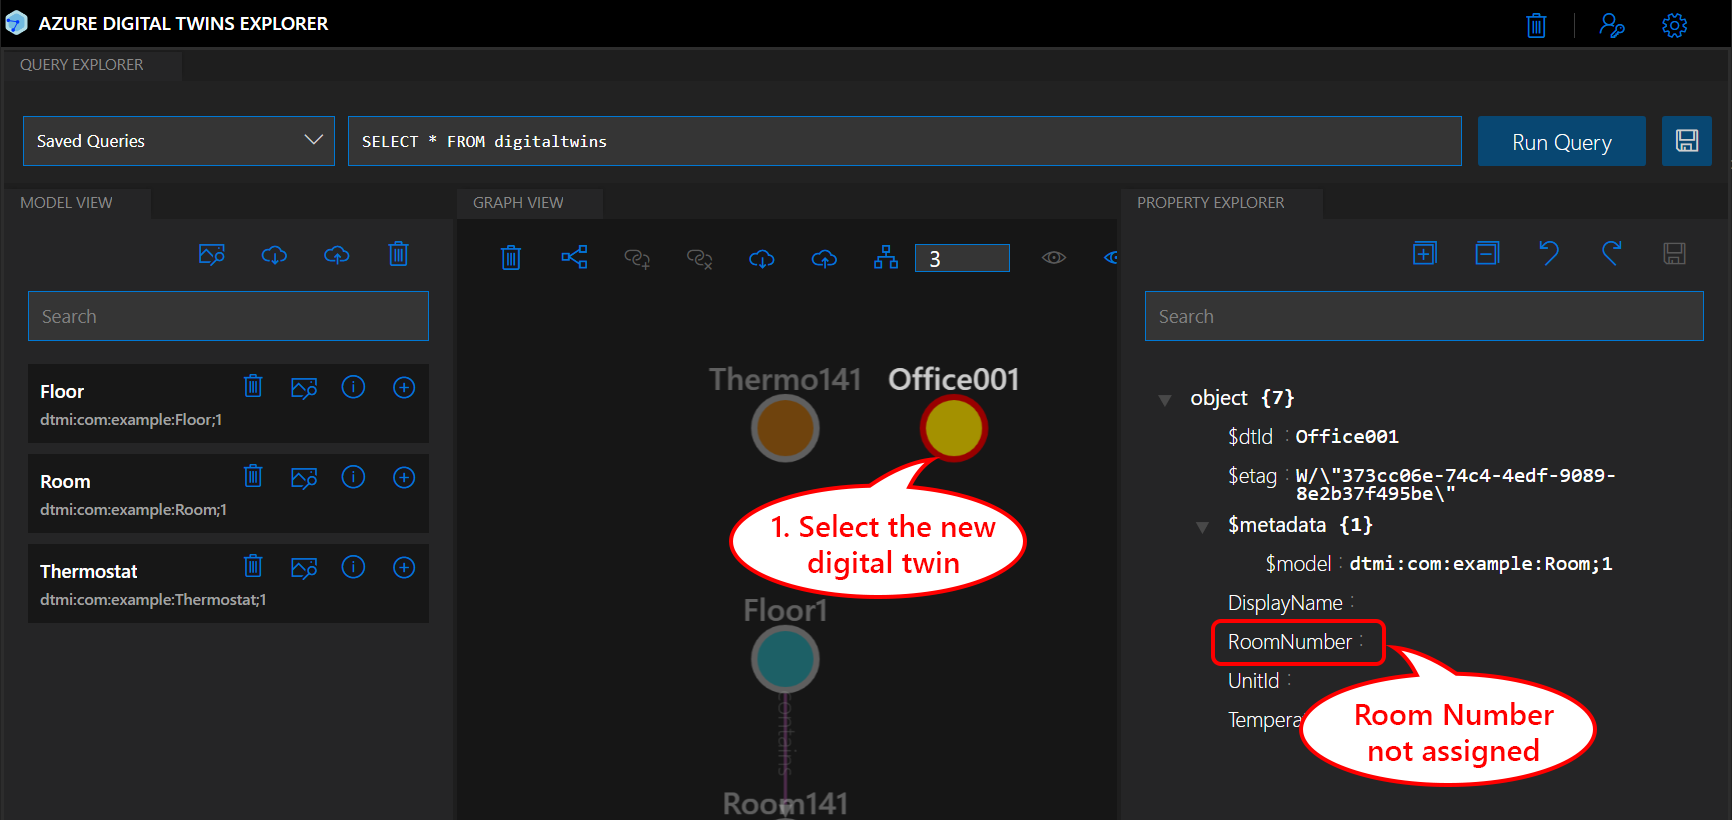 AZURE DIGITAL TWINS EXPLORER
QUERY EXPLORER
Saved Queries
SELECT * FROM digitaltwins
Run Query
MODEL VIEW
Search
Floor
dtmi:com:example:Floor;1
Room
dtmi:com:example:Room;1
Thermostat
dtmi:com:example:Thermostat;1
GRAPH VIEW
3
Thermo141
Office001
1. Select the new
digital twin
Floor1
contains
Room141
PROPERTY EXPLORER
Search
object {7}
$dtId : Office001
$etag : W/\"373cc06e-74c4-4edf-9089-
8e2b37f495be\"
$metadata {1}
$model : dtmi:com:example:Room;1
DisplayName :
RoomNumber :
UnitId :
Tempera
Room Number
not assigned